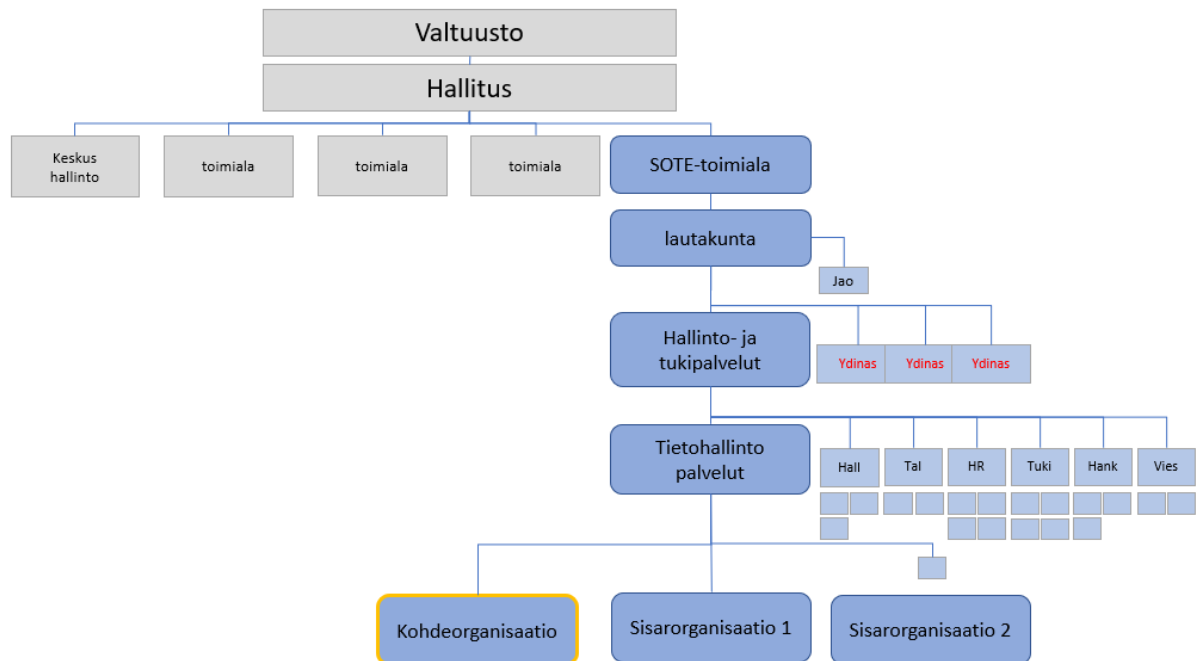 Valtuusto
Hallitus
Keskus
hallinto
toimiala
toimiala
toimiala
SOTE-toimiala
lautakunta
Jao
Hallinto- ja
tukipalvelut
Ydinas
Ydinas
Ydinas
Tietohallinto
palvelut
Hall
Tal
HR
Tuki
Hank
Vies
Kohdeorganisaatio
Sisarorganisaatio 1
Sisarorganisaatio 2